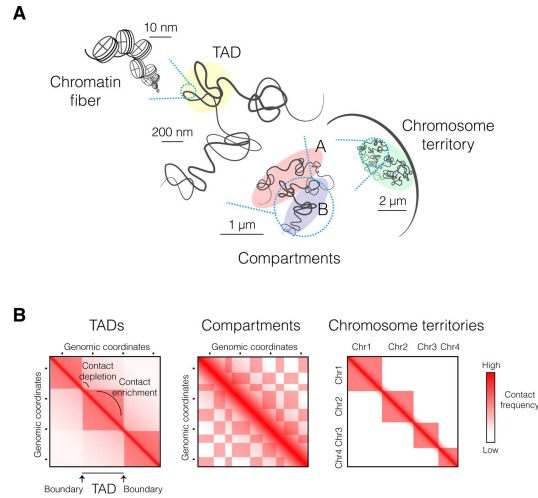 A
10 nm
TAD
Chromatin
fiber
200 nm
Chromosome
territory
A
B
2 µm
1 µm
Compartments
B
TADs
Compartments
Chromosome territories
Genomic coordinates
Genomic coordinates
Chr1 Chr2 Chr3 Chr4
Genomic coordinates
Contact
depletion
Contact
enrichment
Genomic coordinates
Chr1
Chr2
Chr3
Chr4
High
Contact
frequency
Low
Boundary TAD Boundary